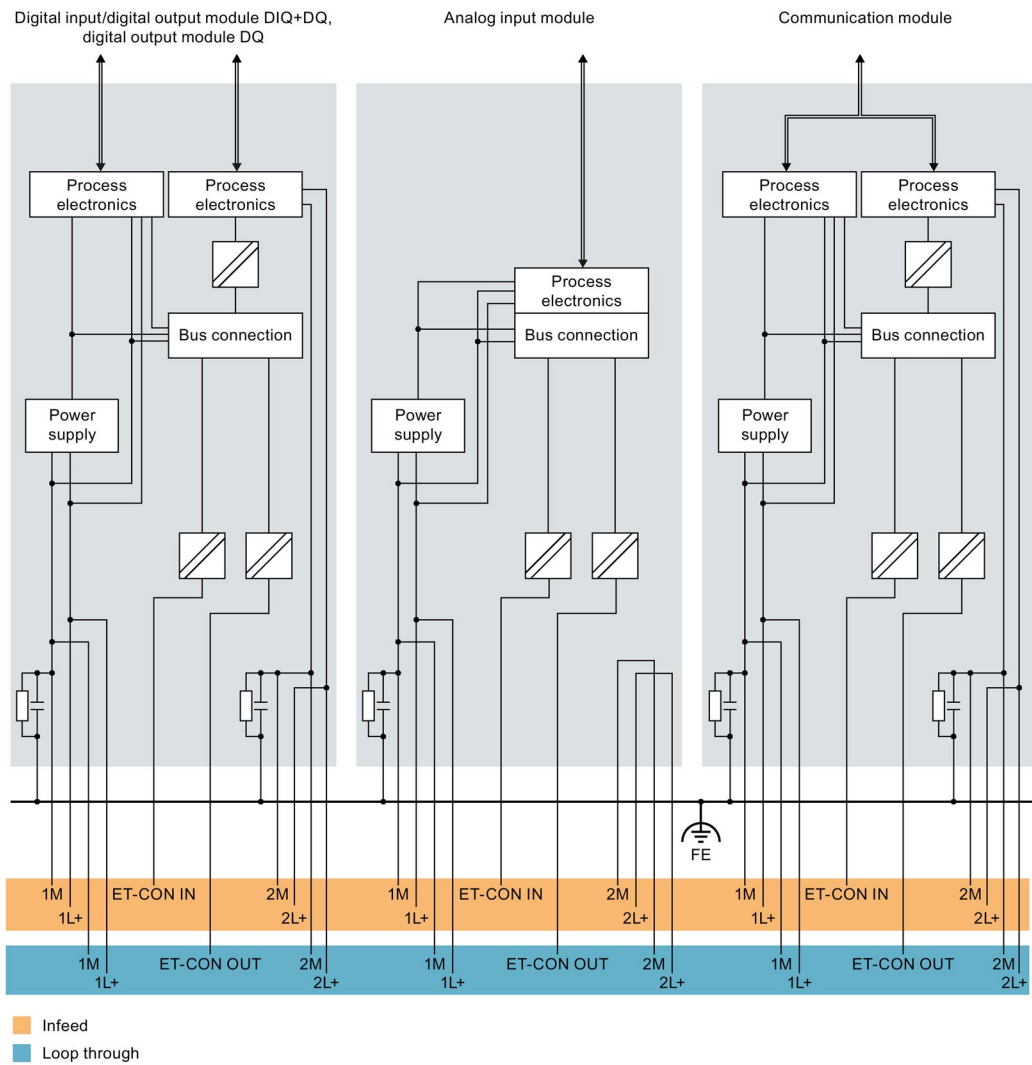 Digital input/digital output module DIQ+DQ,
digital output module DQ
Analog input module
Communication module
Process
electronics
Process
electronics
Process
electronics
Process
electronics
Process
electronics
Bus connection
Bus connection
Bus connection
Power
supply
Power
supply
Power
supply
FE
1M ET-CON IN 2M 1M ET-CON IN 2M 1M ET-CON IN 2M
1L+ 2L+ 1L+ 2L+ 1L+ 2L+
1M ET-CON OUT 2M 1M ET-CON OUT 2M 1M ET-CON OUT 2M
1L+ 2L+ 1L+ 2L+ 1L+ 2L+
Infeed
Loop through